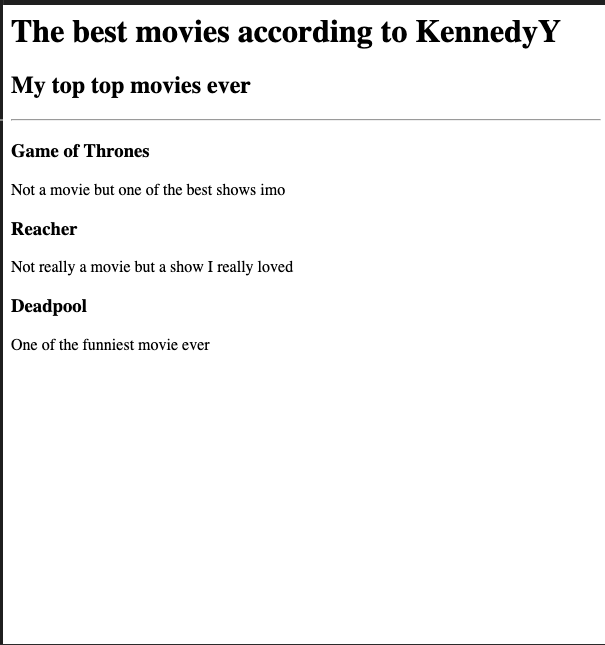 The best movies according to KennedyY
My top top movies ever
Game of Thrones
Not a movie but one of the best shows imo
Reacher
Not really a movie but a show I really loved
Deadpool
One of the funniest movie ever